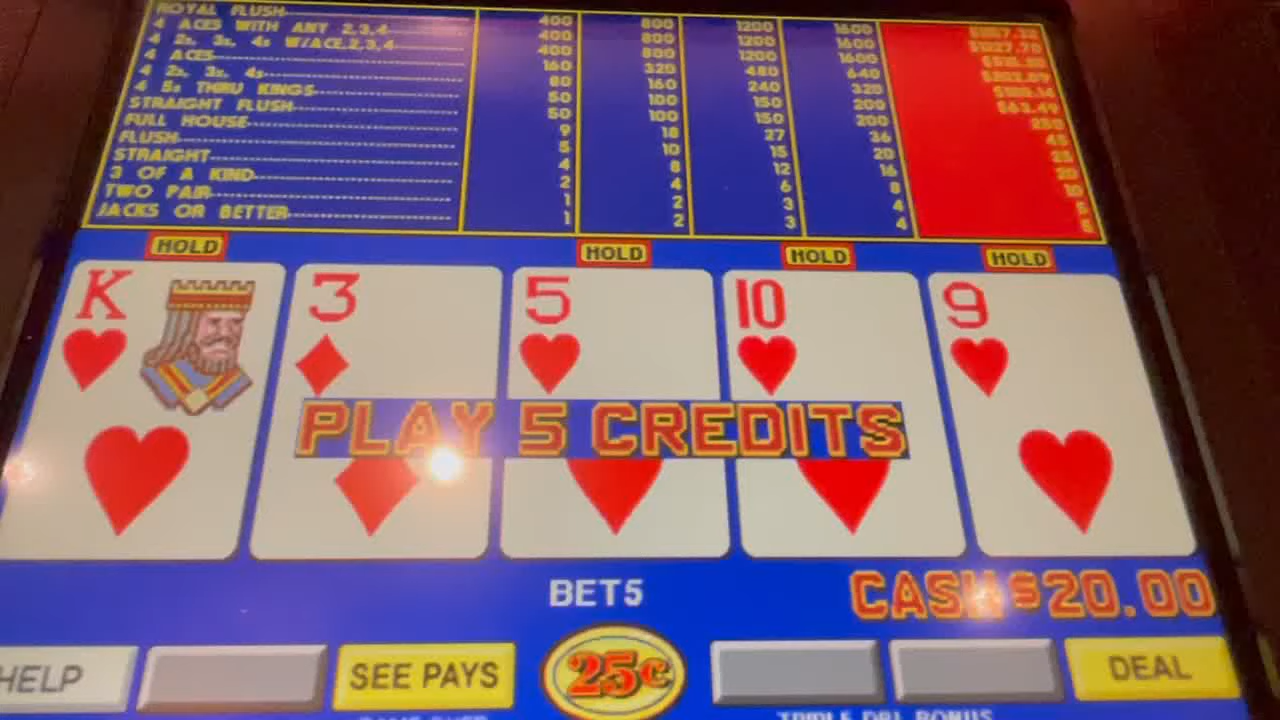 ROYAL FLUSH 400 800 1200 1600
4 ACES WITH ANY 2,3,4 400 800 1200 1600
4 2s, 3s, 4s W/ACE,2,3,4 400 800 1200 1600
4 ACES 160 320 480 640
4 2s, 3s, 4s 80 160 240 320
4 5s THRU KINGS 50 100 150 200 $63.49
STRAIGHT FLUSH 50 100 150 200 250
FULL HOUSE 9 18 27 36 45
FLUSH 5 10 15 20 25
STRAIGHT 4 8 12 16 20
3 OF A KIND 2 4 6 8 10
TWO PAIR 1 2 3 4
JACKS OR BETTER 1 2 3 4
HOLD HOLD HOLD HOLD
K 3 5 10 9
PLAY 5 CREDITS
BET5 CASH $20.00
HELP SEE PAYS 25¢ DEAL
TRIPLE DBL BONUS